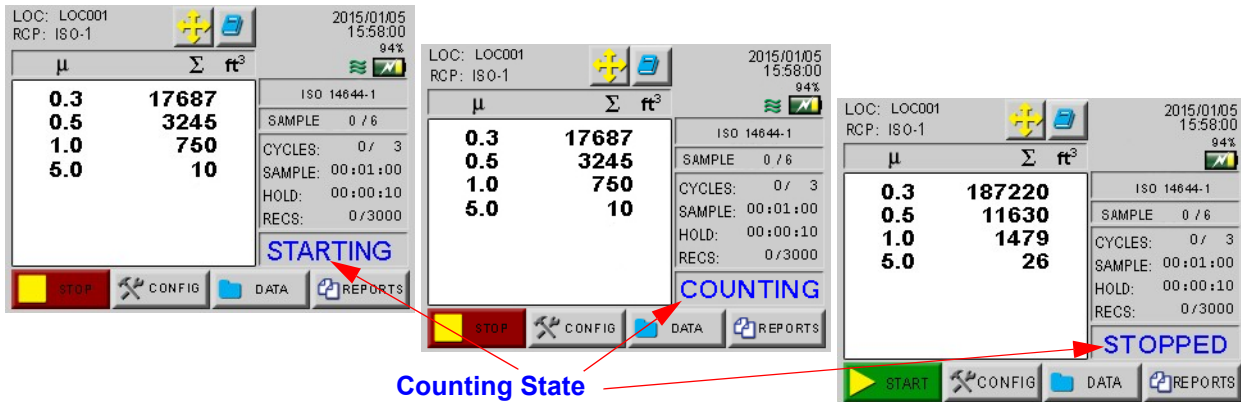 LOC: LOC001
RCP: ISO-1
2015/01/05
15:58:00
94%
µ Σ ft³
0.3 17687
0.5 3245
1.0 750
5.0 10
ISO 14644-1
SAMPLE 0 / 6
CYCLES: 0 / 3
SAMPLE: 00:01:00
HOLD: 00:00:10
RECS: 0/3000
STARTING
STOP CONFIG DATA REPORTS
LOC: LOC001
RCP: ISO-1
2015/01/05
15:58:00
94%
µ Σ ft³
0.3 17687
0.5 3245
1.0 750
5.0 10
ISO 14644-1
SAMPLE 0 / 6
CYCLES: 0 / 3
SAMPLE: 00:01:00
HOLD: 00:00:10
RECS: 0/3000
COUNTING
STOP CONFIG DATA REPORTS
LOC: LOC001
RCP: ISO-1
2015/01/05
15:58:00
94%
µ Σ ft³
0.3 187220
0.5 11630
1.0 1479
5.0 26
ISO 14644-1
SAMPLE 0 / 6
CYCLES: 0 / 3
SAMPLE: 00:01:00
HOLD: 00:00:10
RECS: 0/3000
STOPPED
START CONFIG DATA REPORTS
Counting State